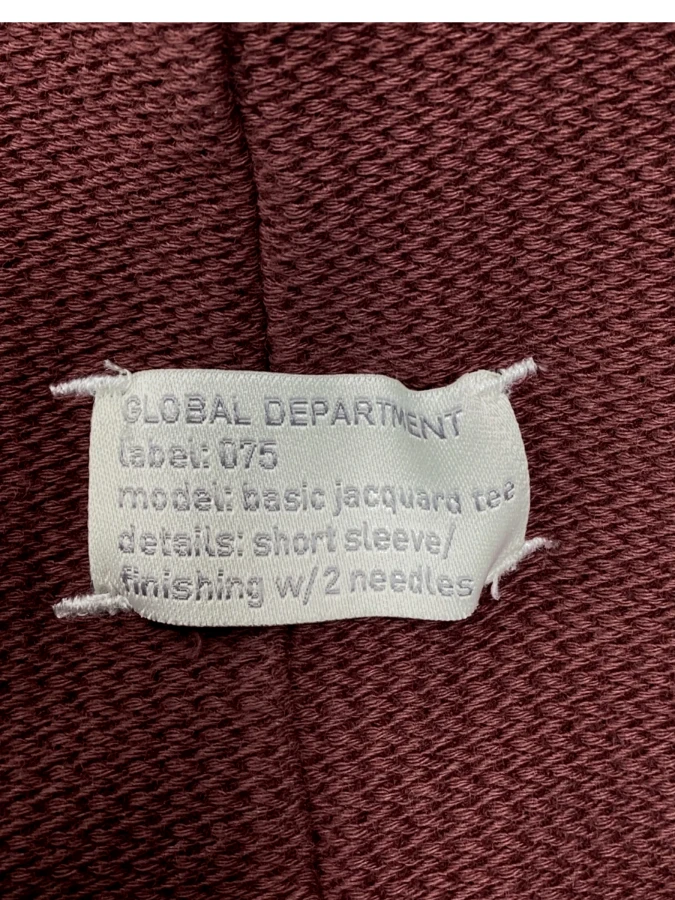 GLOBAL DEPARTMENT
label: 075
model: basic jacquard tee
details: short sleeve/
finishing w/2 needles